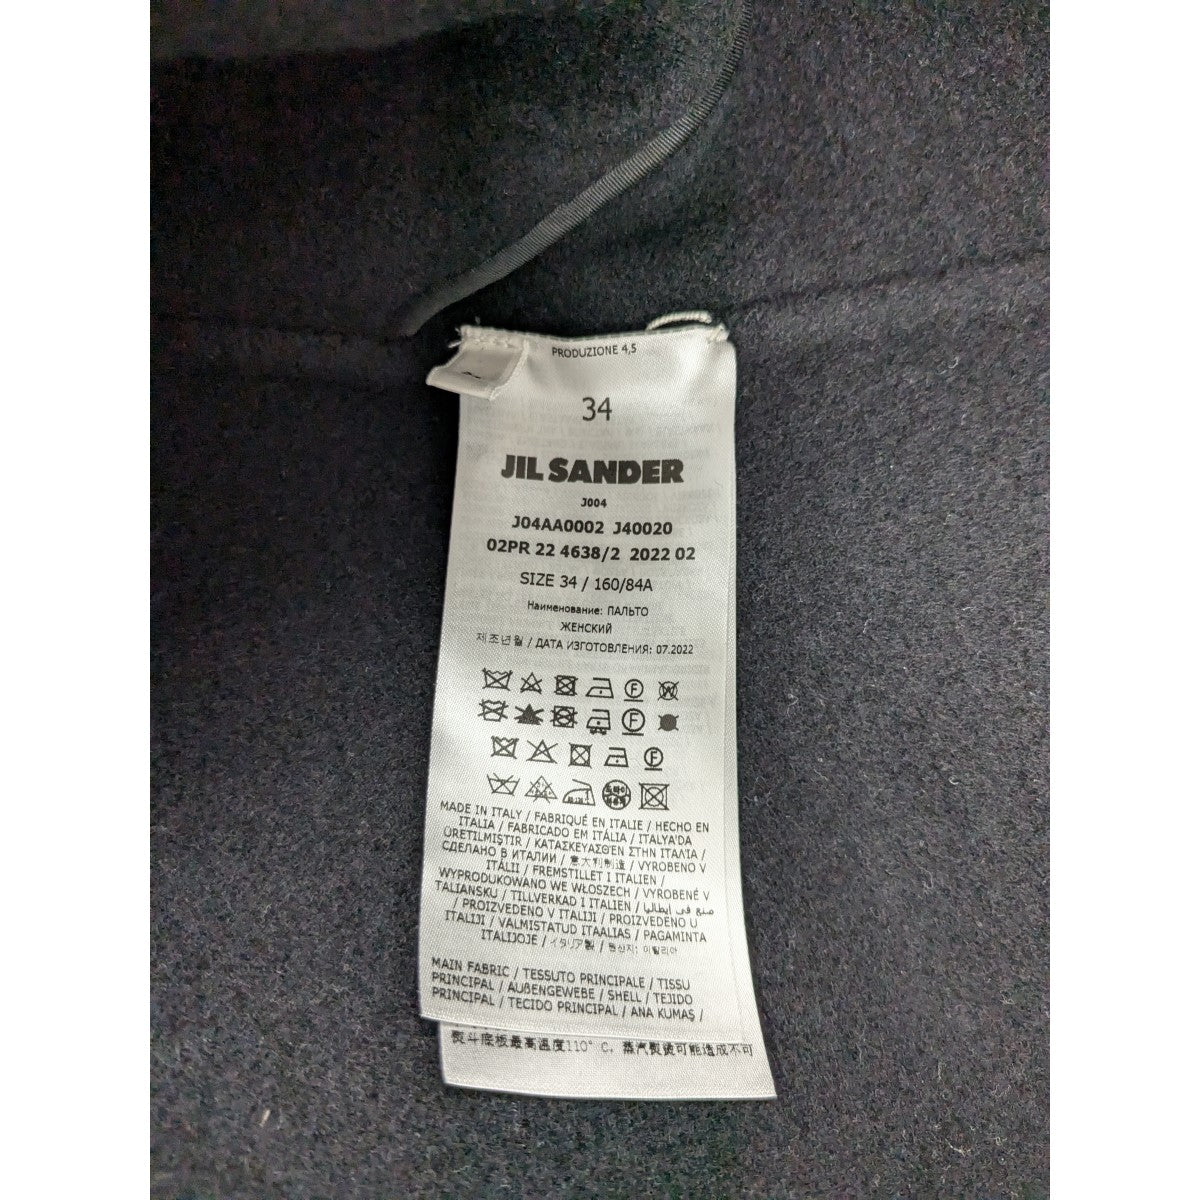 PRODUZIONE 4,5
34
JIL SANDER
J004
J04AA0002 J40020
02PR 22 4638/2 2022 02
SIZE 34 / 160/84A
Наименование: ПАЛЬТО
ЖЕНСКИЙ
제조년월 / ДАТА ИЗГОТОВЛЕНИЯ: 07.2022
MADE IN ITALY / FABRIQUÉ EN ITALIE / HECHO EN
ITALIA / FABRICADO EM ITÁLIA / ITALYA'DA
ÜRETILMIŞTIR / ΚΑΤΑΣΚΕΥΑΣΘΕΝ ΣΤΗΝ ΙΤΑΛΙΑ /
СДЕЛАНО В ИТАЛИИ / 意大利制造 / VYROBENO V
ITÁLII / FREMSTILLET I ITALIEN /
WYPRODUKOWANO WE WŁOSZECH / VYROBENÉ V
TALIANSKU / TILLVERKAD I ITALIEN / صنع في إيطاليا
/ PROIZVEDENO V ITALIJI / PROIZVEDENO U
ITALIJI / VALMISTATUD ITAALIAS / PAGAMINTA
ITALIJOJE / イタリア製 / 원산지: 이탈리아
MAIN FABRIC / TESSUTO PRINCIPALE / TISSU
PRINCIPAL / AUßENGEWEBE / SHELL / TEJIDO
PRINCIPAL / TECIDO PRINCIPAL / ANA KUMAŞ /
熨斗底板最高温度110° C. 蒸汽熨烫可能造成不可